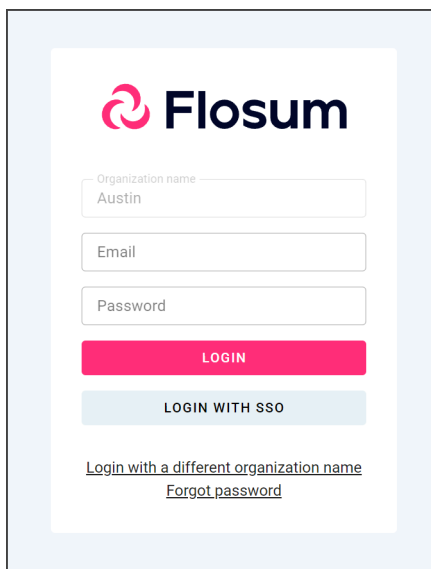 Flosum
Organization name
Austin
Email
Password
LOGIN
LOGIN WITH SSO
Login with a different organization name
Forgot password